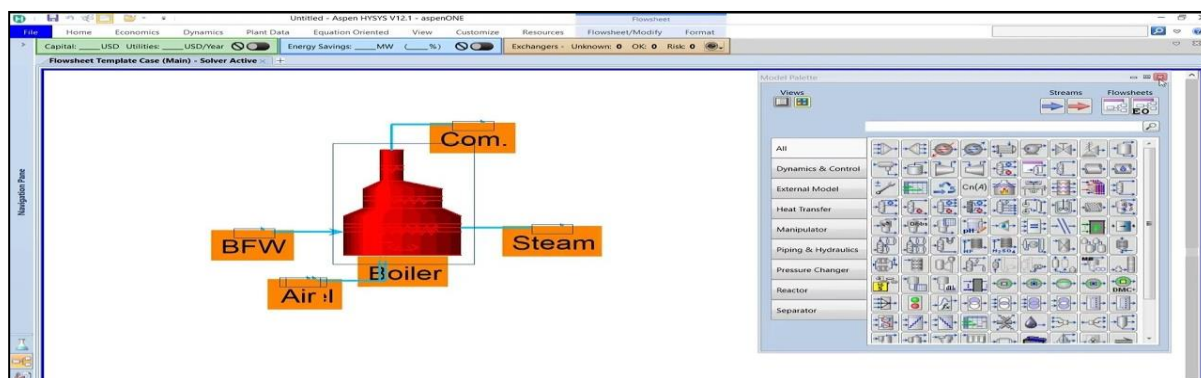 Untitled - Aspen HYSYS V12.1 - aspenONE Flowsheet
File Home Economics Dynamics Plant Data Equation Oriented View Customize Resources Flowsheet/Modify Format
Capital: ____USD Utilities: ____USD/Year Energy Savings: ____MW (____%) Exchangers - Unknown: 0 OK: 0 Risk: 0
Flowsheet Template Case (Main) - Solver Active
Navigation Pane
Com.
BFW
Steam
Boiler
Air
Model Palette
Views Streams Flowsheets
EO
All
Dynamics & Control
External Model
Cn(A)
Heat Transfer
Manipulator
Piping & Hydraulics
Pressure Changer
Reactor
DMC+
Separator